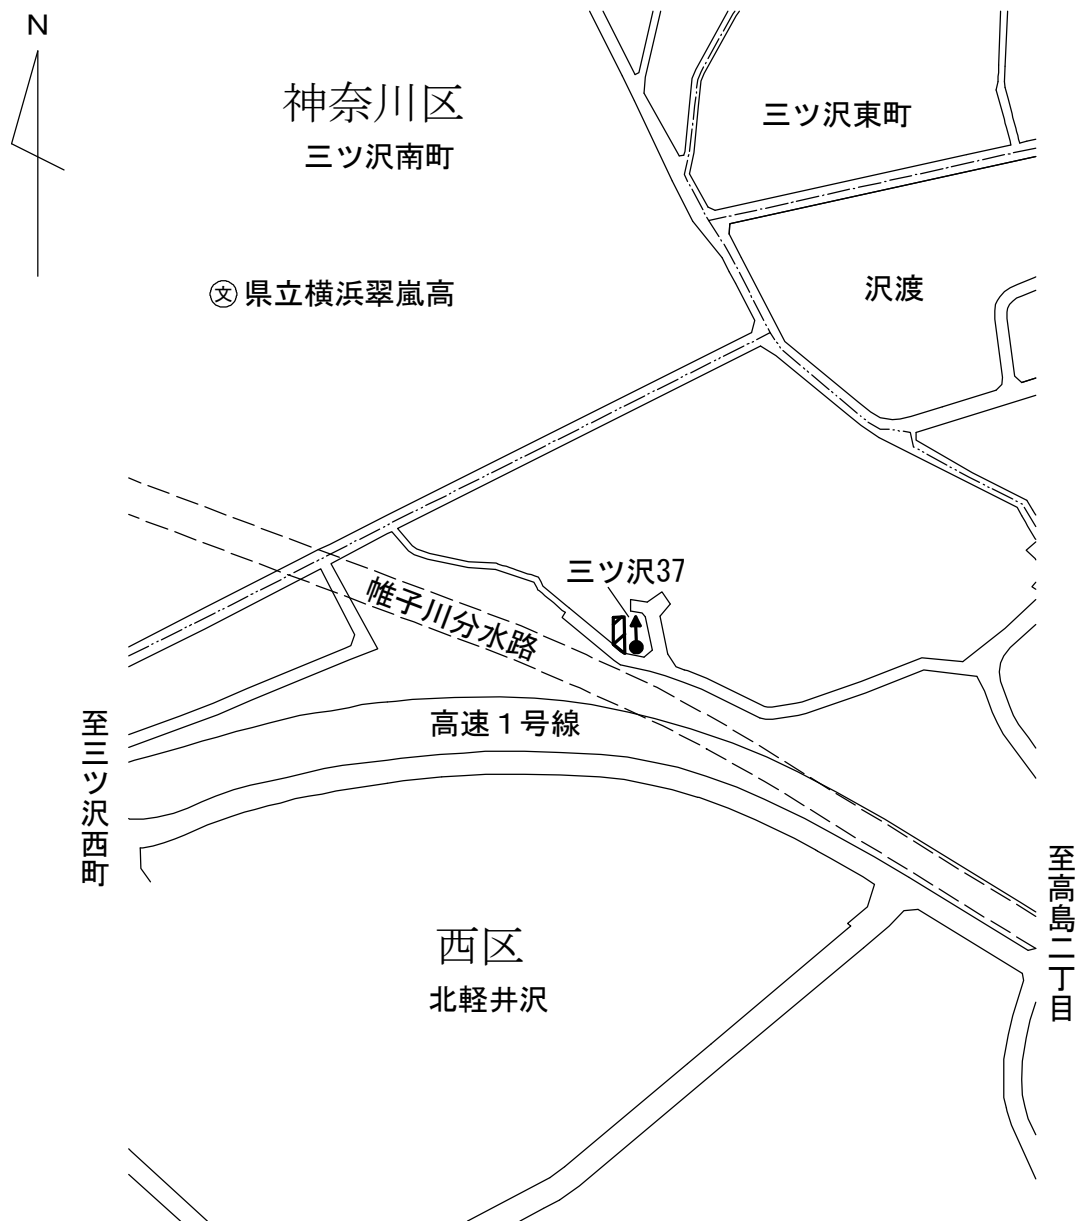 N
神奈川区
三ツ沢南町
三ツ沢東町
沢渡
文 県立横浜翠嵐高
三ツ沢37
帷子川分水路
高速1号線
至三ツ沢西町
至高島二丁目
西区
北軽井沢